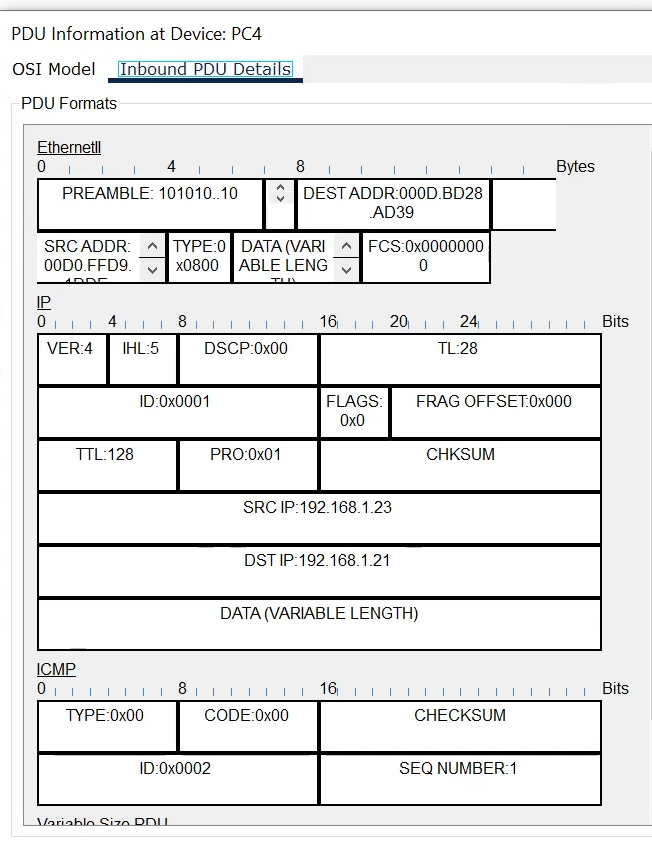 PDU Information at Device: PC4
OSI Model Inbound PDU Details
PDU Formats
EthernetII
0 4 8 Bytes
PREAMBLE: 101010..10 DEST ADDR:000D.BD28
.AD39
SRC ADDR: TYPE:0 DATA (VARI FCS:0x0000000
00D0.FFD9. x0800 ABLE LENG 0
TH)
IP
0 4 8 16 20 24 Bits
VER:4 IHL:5 DSCP:0x00 TL:28
ID:0x0001 FLAGS: FRAG OFFSET:0x000
0x0
TTL:128 PRO:0x01 CHKSUM
SRC IP:192.168.1.23
DST IP:192.168.1.21
DATA (VARIABLE LENGTH)
ICMP
0 8 16 Bits
TYPE:0x00 CODE:0x00 CHECKSUM
ID:0x0002 SEQ NUMBER:1
Variable Size PDU